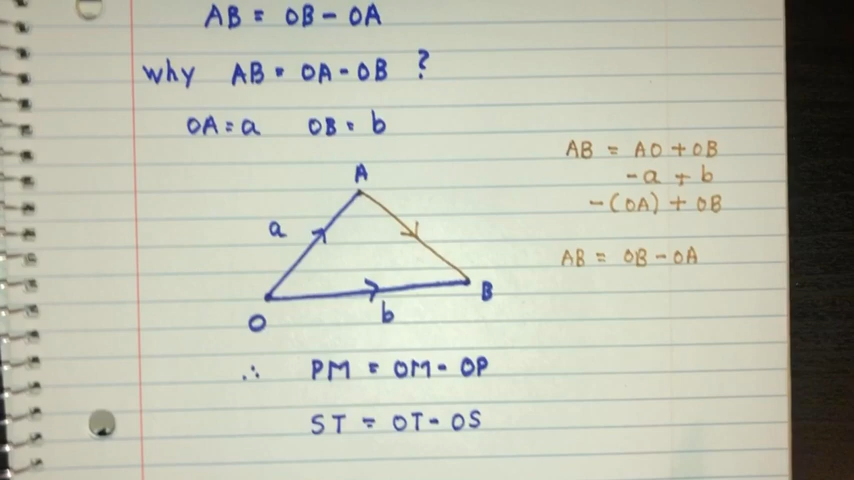 AB = OB - OA
why AB = OA - OB ?
OA = a OB = b
A
a
O
b
B
AB = AO + OB
-a + b
-(OA) + OB
AB = OB - OA
∴ PM = OM - OP
ST = OT - OS